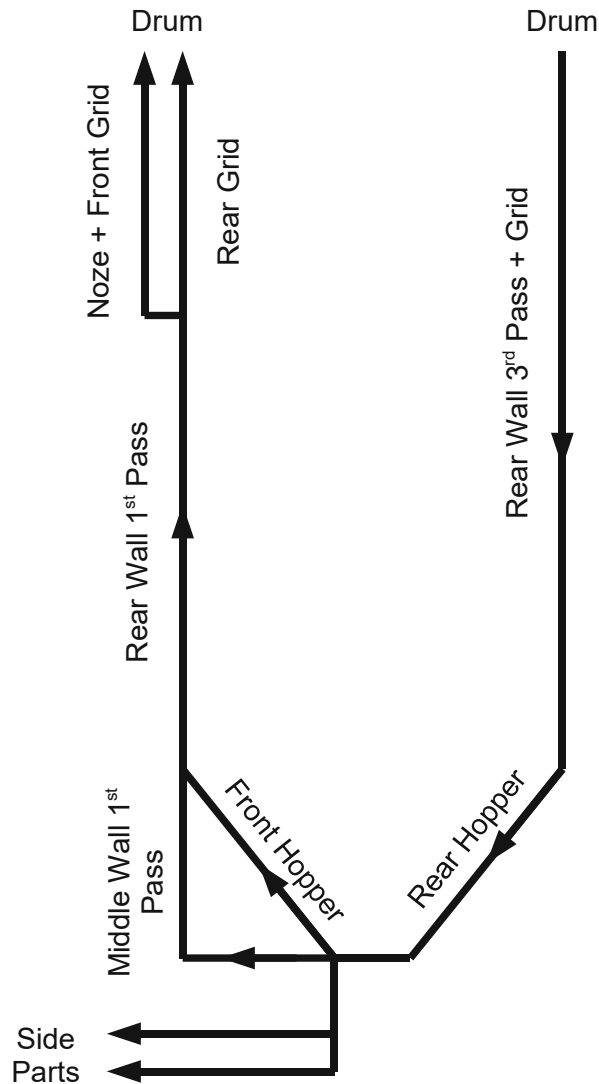 Drum
Drum
Noze + Front Grid
Rear Grid
Rear Wall 3rd Pass + Grid
Rear Wall 1st Pass
Middle Wall 1st
Pass
Front Hopper
Rear Hopper
Side
Parts